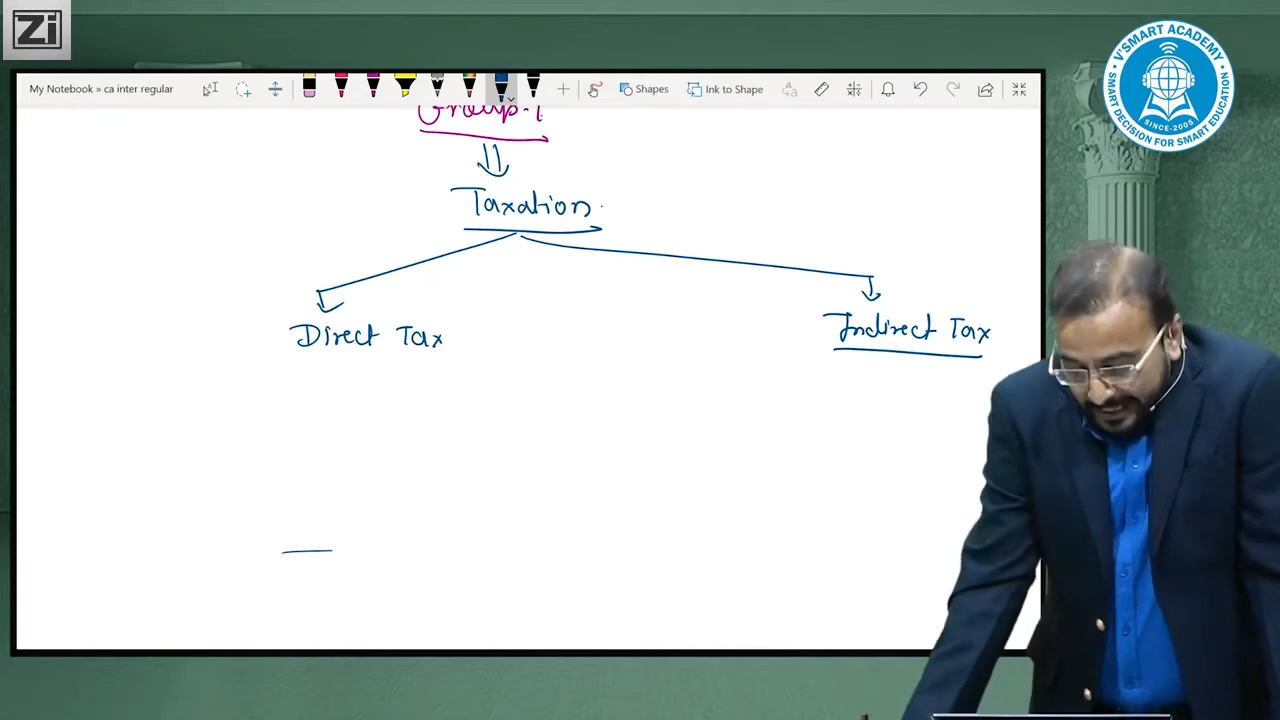 Zi
My Notebook » ca inter regular
Shapes
Ink to Shape
V'SMART ACADEMY
SINCE-2005
SMART DECISION FOR SMART EDUCATION
Group-I
Taxation
Direct Tax
Indirect Tax